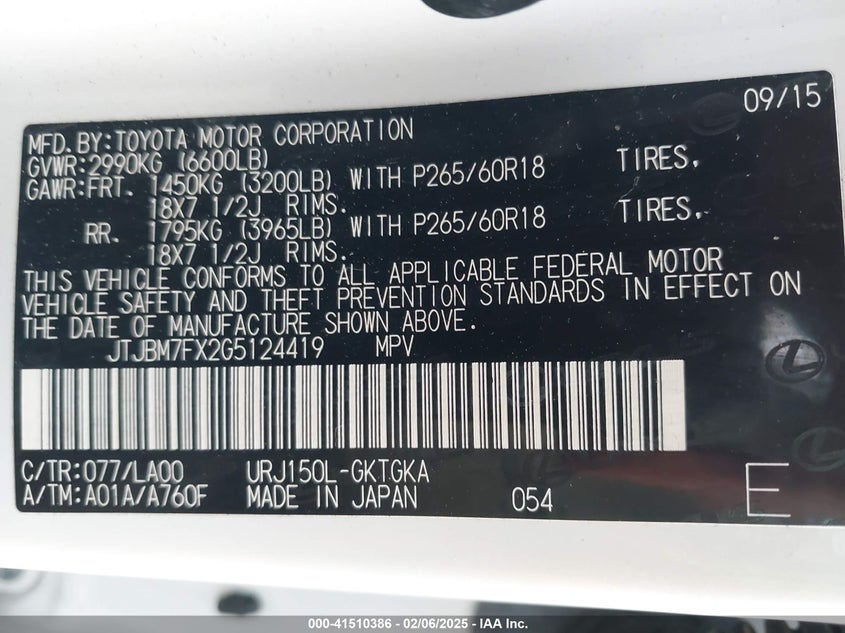 09/15
MFD.BY:TOYOTA MOTOR CORPORATION
GVWR:2990KG (6600LB)
GAWR:FRT. 1450KG (3200LB) WITH P265/60R18 TIRES,
18X7 1/2J RIMS.
RR. 1795KG (3965LB) WITH P265/60R18 TIRES,
18X7 1/2J RIMS.
THIS VEHICLE CONFORMS TO ALL APPLICABLE FEDERAL MOTOR
VEHICLE SAFETY AND THEFT PREVENTION STANDARDS IN EFFECT ON
THE DATE OF MANUFACTURE SHOWN ABOVE.
JTJBM7FX2G5124419 MPV
C/TR:077/LA00 URJ150L-GKTGKA
A/TM:A01A/A760F MADE IN JAPAN 054 E
000-41510386 - 02/06/2025 - IAA, Inc.